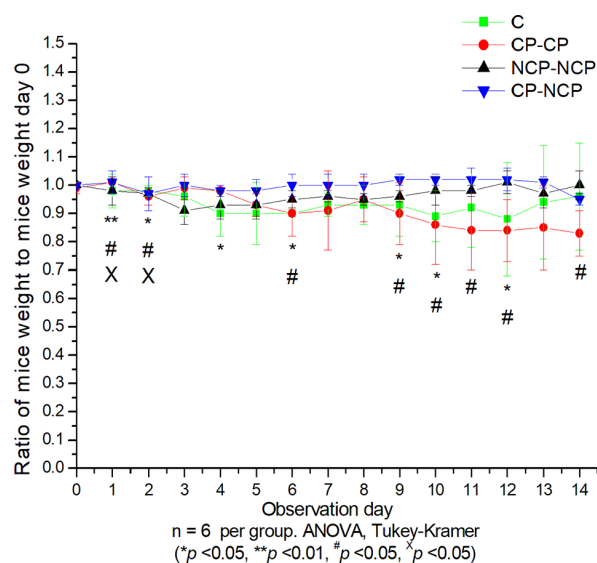 C
CP-CP
NCP-NCP
CP-NCP
Ratio of mice weight to mice weight day 0
1.5
1.4
1.3
1.2
1.1
1.0
0.9
0.8
0.7
0.6
0.5
0.4
0.3
0.2
0.1
0.0
** * * * * * *
# # # # # # # #
X X
0 1 2 3 4 5 6 7 8 9 10 11 12 13 14
Observation day
n = 6 per group. ANOVA, Tukey-Kramer
(*p <0.05, **p <0.01, #p <0.05, Xp <0.05)